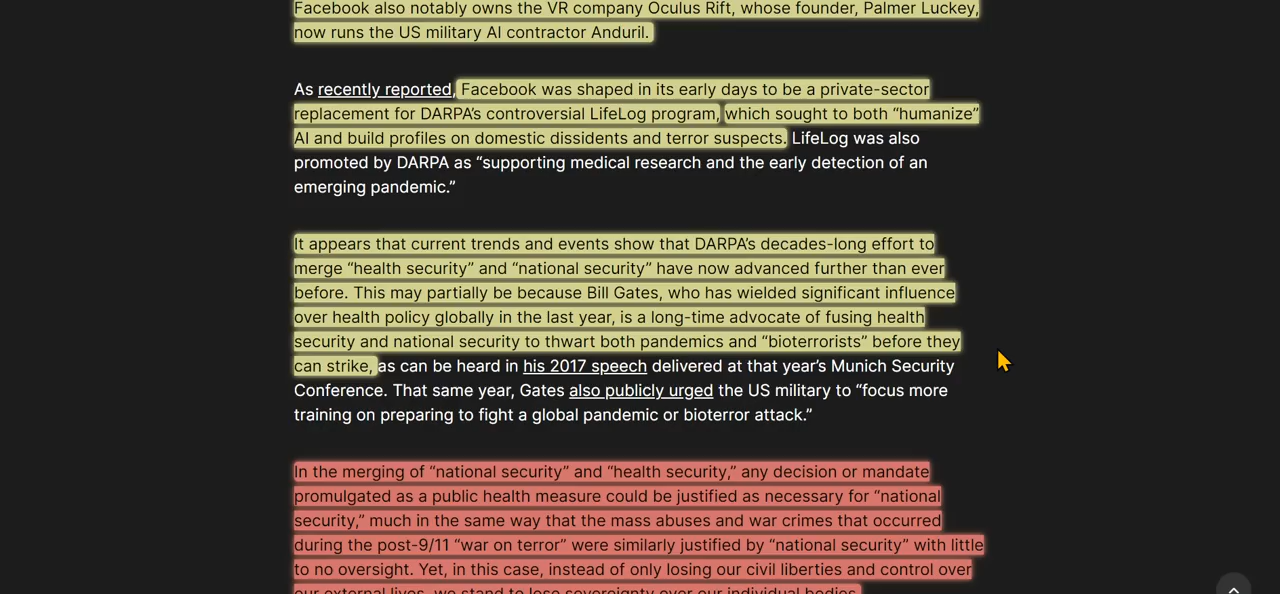 Facebook also notably owns the VR company Oculus Rift, whose founder, Palmer Luckey,
now runs the US military AI contractor Anduril.
As recently reported, Facebook was shaped in its early days to be a private-sector
replacement for DARPA’s controversial LifeLog program, which sought to both “humanize”
AI and build profiles on domestic dissidents and terror suspects. LifeLog was also
promoted by DARPA as “supporting medical research and the early detection of an
emerging pandemic.”
It appears that current trends and events show that DARPA’s decades-long effort to
merge “health security” and “national security” have now advanced further than ever
before. This may partially be because Bill Gates, who has wielded significant influence
over health policy globally in the last year, is a long-time advocate of fusing health
security and national security to thwart both pandemics and “bioterrorists” before they
can strike, as can be heard in his 2017 speech delivered at that year’s Munich Security
Conference. That same year, Gates also publicly urged the US military to “focus more
training on preparing to fight a global pandemic or bioterror attack.”
In the merging of “national security” and “health security,” any decision or mandate
promulgated as a public health measure could be justified as necessary for “national
security,” much in the same way that the mass abuses and war crimes that occurred
during the post-9/11 “war on terror” were similarly justified by “national security” with little
to no oversight. Yet, in this case, instead of only losing our civil liberties and control over
our external lives, we stand to lose sovereignty over our individual bodies.